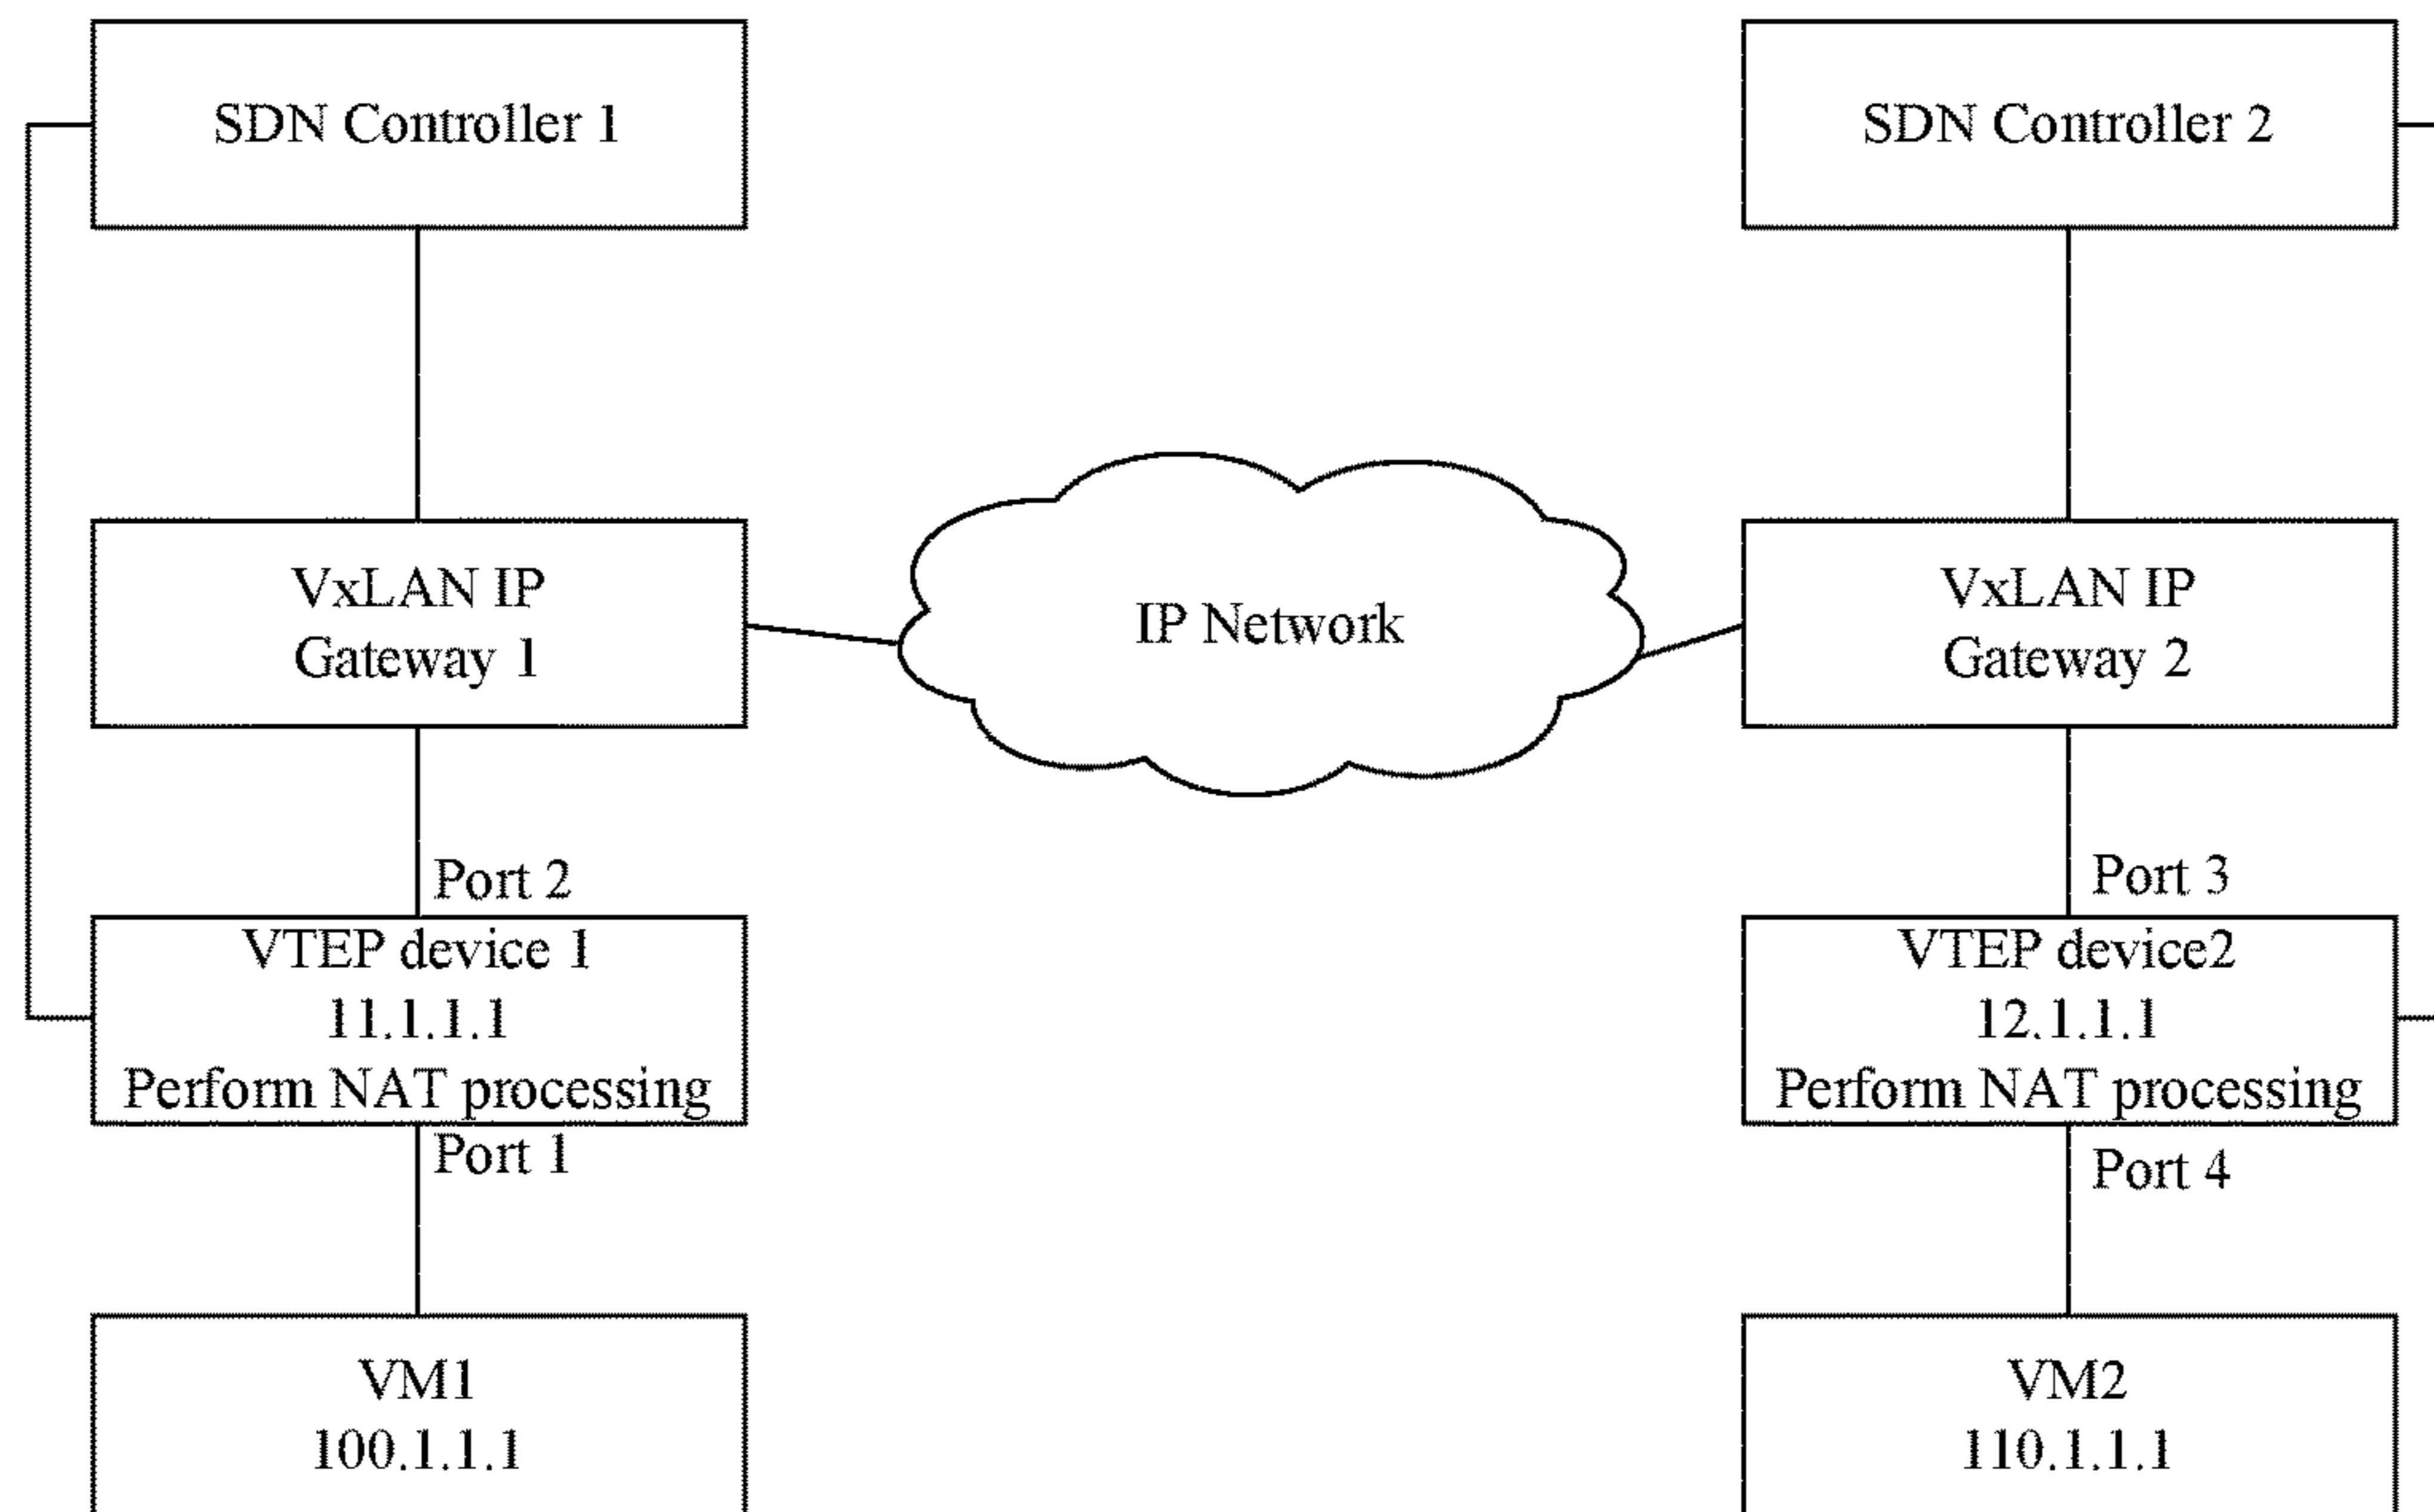 SDN Controller 1
SDN Controller 2
VxLAN IP
Gateway 1
IP Network
VxLAN IP
Gateway 2
Port 2
Port 3
VTEP device 1
11.1.1.1
Perform NAT processing
VTEP device2
12.1.1.1
Perform NAT processing
Port 1
Port 4
VM1
100.1.1.1
VM2
110.1.1.1